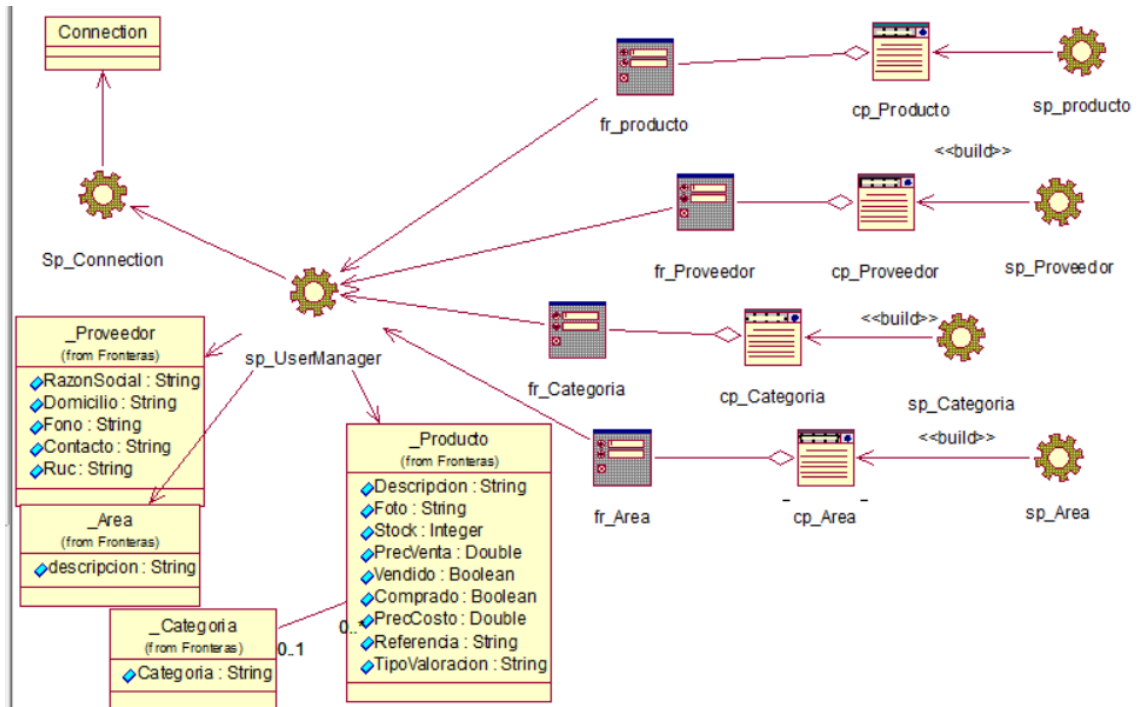 Connection
fr_producto
cp_Producto
sp_producto
<<build>>
Sp_Connection
fr_Proveedor
cp_Proveedor
sp_Proveedor
<<build>>
_Proveedor
(from Fronteras)
RazonSocial : String
Domicilio : String
Fono : String
Contacto : String
Ruc : String
sp_UserManager
fr_Categoria
cp_Categoria
sp_Categoria
<<build>>
_Area
(from Fronteras)
descripcion : String
_Producto
(from Fronteras)
Descripcion : String
Foto : String
Stock : Integer
PrecVenta : Double
Vendido : Boolean
Comprado : Boolean
PrecCosto : Double
Referencia : String
TipoValoracion : String
fr_Area
cp_Area
sp_Area
_Categoria
(from Fronteras)
Categoria : String
0..1
0..*